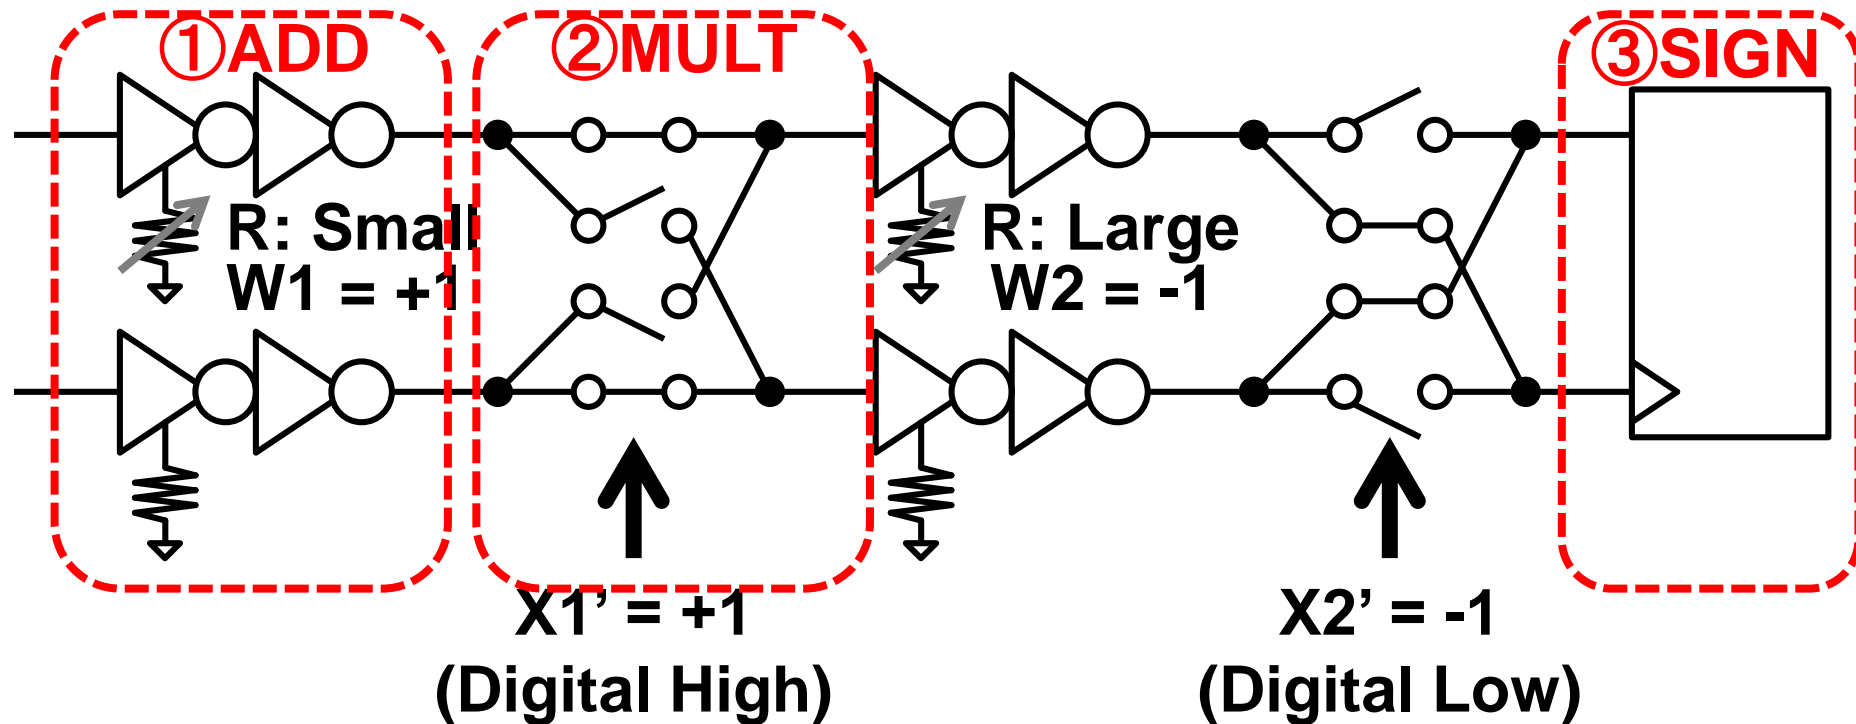 ①ADD
②MULT
③SIGN
R: Small
W1 = +1
R: Large
W2 = -1
X1’ = +1
(Digital High)
X2’ = -1
(Digital Low)